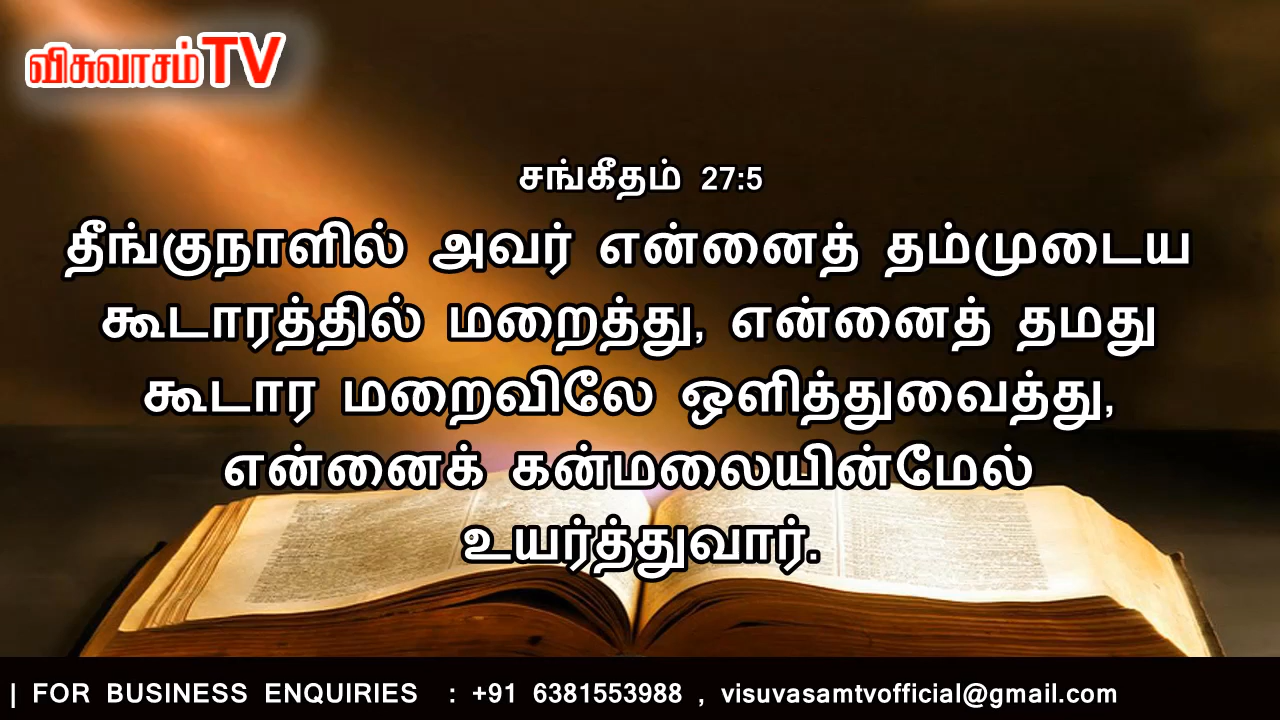 விசுவாசம்TV
சங்கீதம் 27:5
தீங்குநாளில் அவர் என்னைத் தம்முடைய
கூடாரத்தில் மறைத்து, என்னைத் தமது
கூடார மறைவிலே ஒளித்துவைத்து,
என்னைக் கன்மலையின்மேல்
உயர்த்துவார்.
| FOR BUSINESS ENQUIRIES : +91 6381553988 , visuvasamtvofficial@gmail.com